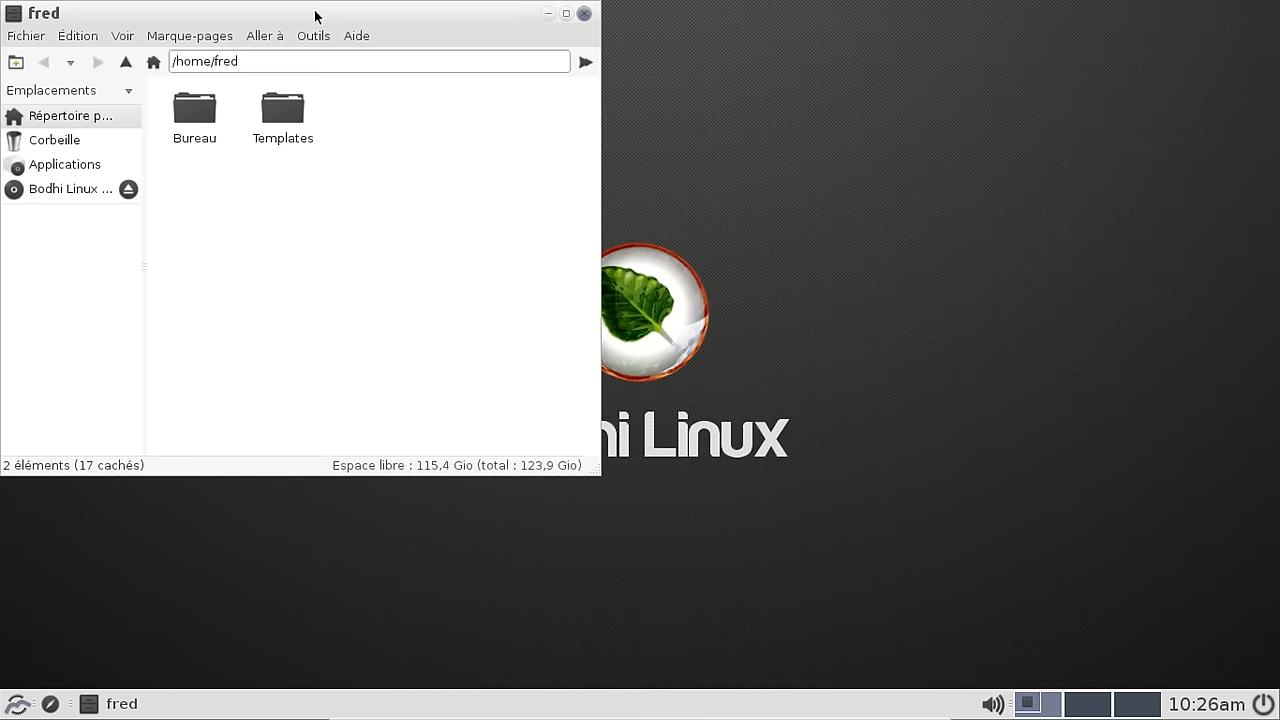 fred
Fichier Édition Voir Marque-pages Aller à Outils Aide
/home/fred
Emplacements
Répertoire p...
Corbeille
Applications
Bodhi Linux ...
Bureau
Templates
hi Linux
2 éléments (17 cachés)
Espace libre : 115,4 Gio (total : 123,9 Gio)
fred
10:26am